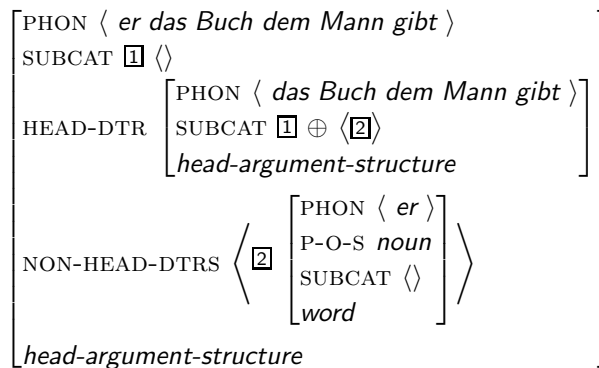 PHON ⟨ er das Buch dem Mann gibt ⟩
SUBCAT 1 ⟨⟩
PHON ⟨ das Buch dem Mann gibt ⟩
HEAD-DTR SUBCAT 1 ⊕ ⟨2⟩
head-argument-structure
PHON ⟨ er ⟩
P-O-S noun
NON-HEAD-DTRS ⟨ 2 SUBCAT ⟨⟩ ⟩
word
head-argument-structure